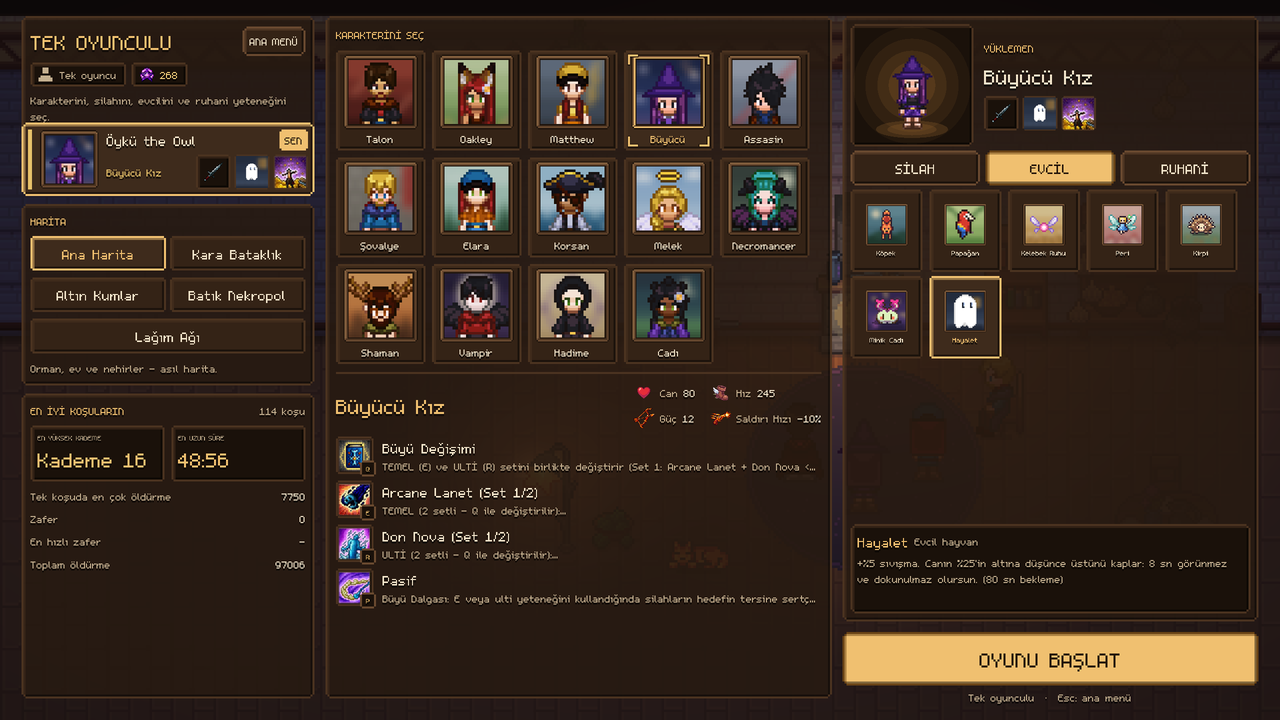 TEK OYUNCULU
ANA MENÜ
Tek oyuncu
268
Karakterini, silahını, evcilini ve ruhani yeteneğini
seç.
Öykü the Owl
SEN
Büyücü Kız
HARİTA
Ana Harita
Kara Bataklık
Altın Kumlar
Batık Nekropol
Lağım Ağı
Orman, ev ve nehirler – asıl harita.
EN İYİ KOŞULARIN
114 koşu
EN YÜKSEK KADEME
Kademe 16
EN UZUN SÜRE
48:56
Tek koşuda en çok öldürme 7750
Zafer 0
En hızlı zafer –
Toplam öldürme 97006
KARAKTERİNİ SEÇ
Talon
Oakley
Matthew
Büyücü
Assasin
Şovalye
Elara
Korsan
Melek
Necromancer
Shaman
Vampir
Hadime
Cadı
Büyücü Kız
Can 80
Hız 245
Güç 12
Saldırı Hızı -10%
Büyü Değişimi
Q
TEMEL (E) ve ULTİ (R) setini birlikte değiştirir (Set 1: Arcane Lanet + Don Nova <…
Arcane Lanet (Set 1/2)
E
TEMEL (2 setli – Q ile değiştirilir):…
Don Nova (Set 1/2)
R
ULTİ (2 setli – Q ile değiştirilir):…
Pasif
P
Büyü Dalgası: E veya ulti yeteneğini kullandığında silahların hedefin tersine sertç…
YÜKLEMEN
Büyücü Kız
SİLAH
EVCİL
RUHANİ
Köpek
Papağan
Kelebek Ruhu
Peri
Kirpi
Minik Cadı
Hayalet
Hayalet Evcil hayvan
+%5 sıvışma. Canın %25'in altına düşünce üstünü kaplar: 8 sn görünmez
ve dokunulmaz olursun. (80 sn bekleme)
OYUNU BAŞLAT
Tek oyunculu · Esc: ana menü